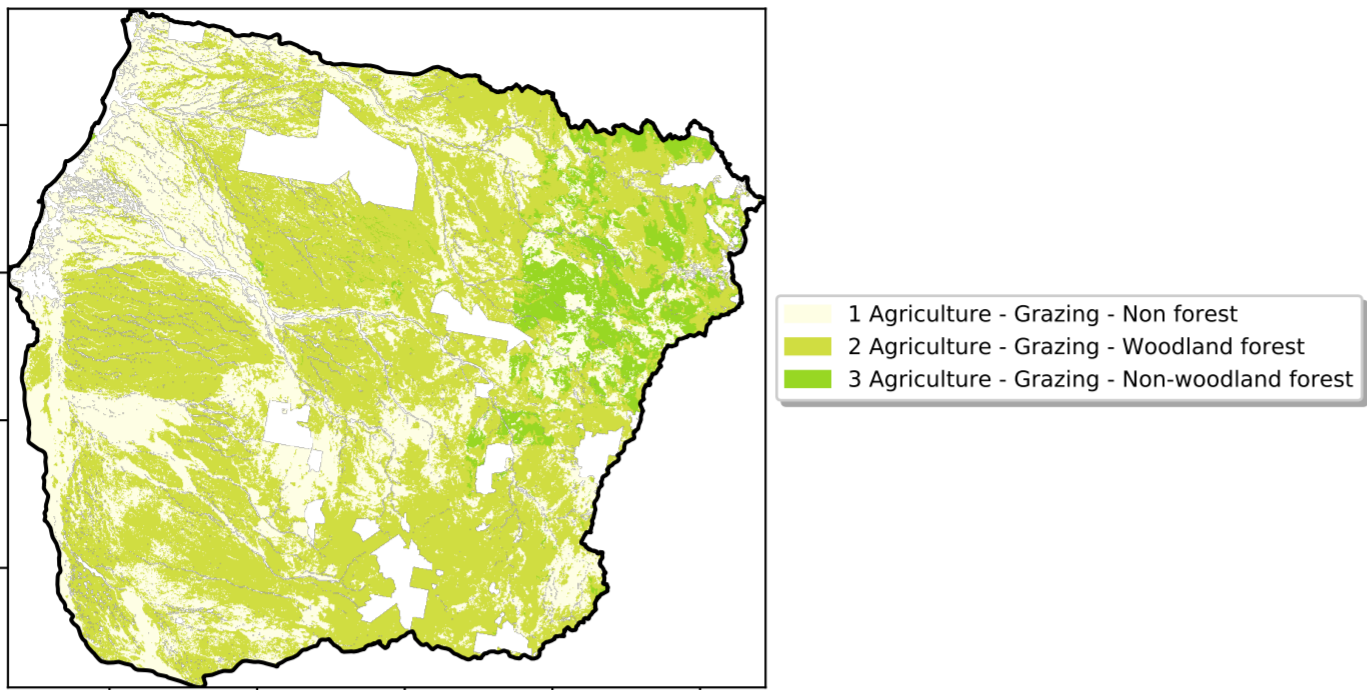 1 Agriculture - Grazing - Non forest
2 Agriculture - Grazing - Woodland forest
3 Agriculture - Grazing - Non-woodland forest